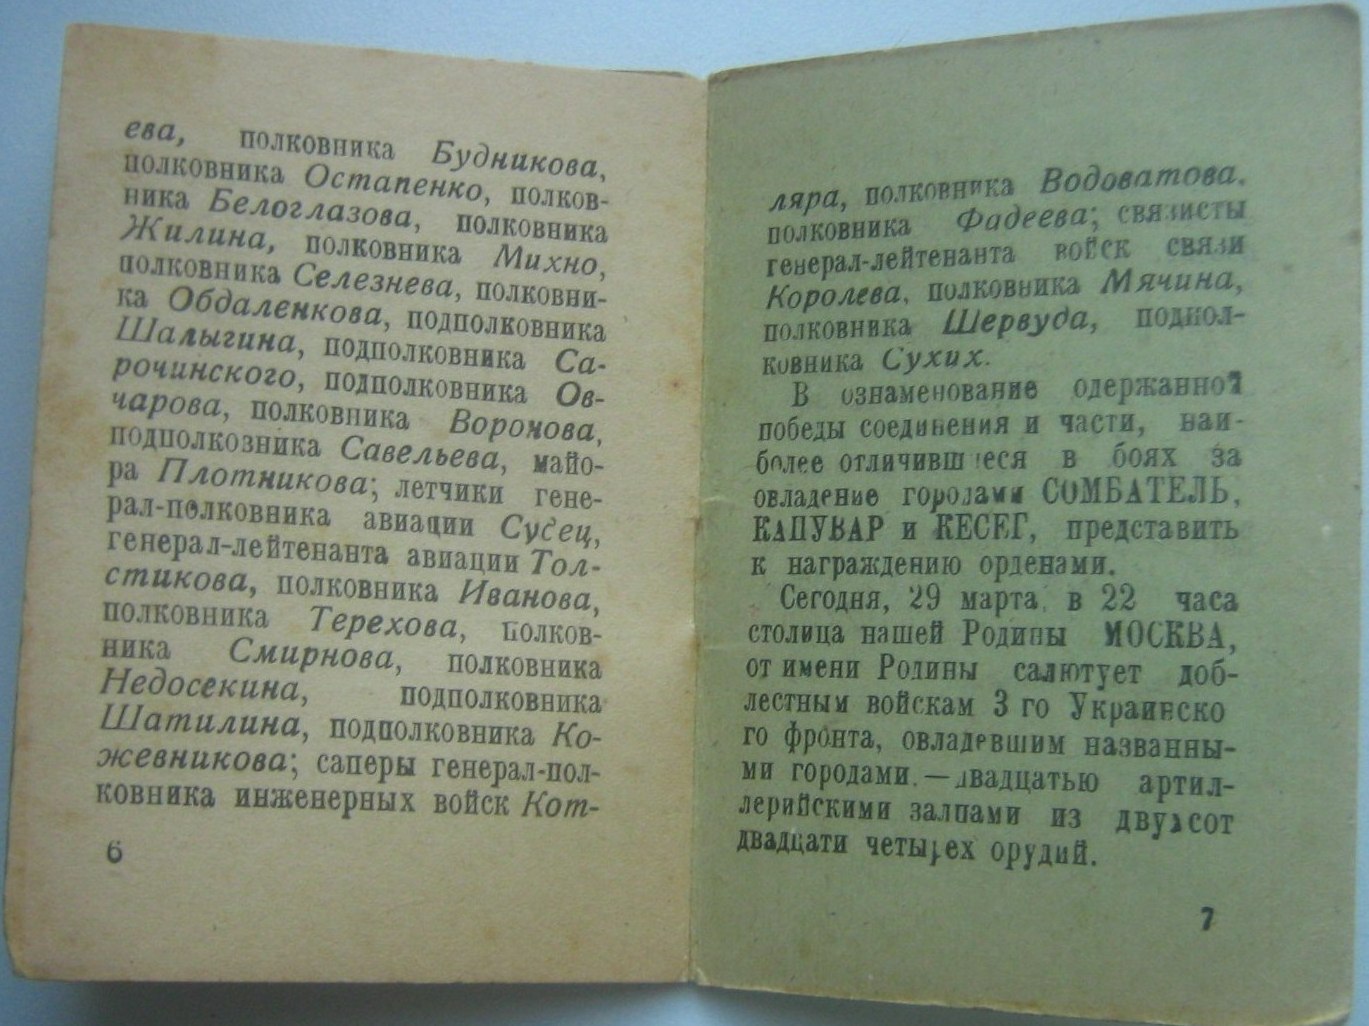 ева, полковника Будникова,
полковника Остапенко, полков-
ника Белоглазова, полковника
Жилина, полковника Михно,
полковника Селезнева, полковни-
ка Обдаленкова, подполковника
Шалыгина, подполковника Са-
рочинского, подполковника Ов-
чарова, полковника Воронова,
подполкозника Савельева, майо-
ра Плотникова; летчики гене-
рал-полковника авиации Судец,
генерал-лейтенанта авиации Тол-
стикова, полковника Иванова,
полковника Терехова, полков-
ника Смирнова, полковника
Недосекина, подполковника
Шатилина, подполковника Ко-
жевникова; саперы генерал-пол-
ковника инженерных войск Кот-
6
ляра, полковника Водоватова,
полковника Фадеева; связисты
генерал-лейтенанта войск связи
Королева, полковника Мячина,
полковника Шервуда, подпол-
ковника Сухих.
В ознаменование одержанной
победы соединения и части, наи-
более отличившиеся в боях за
овладение городами СОМБАТЕЛЬ,
КАПУВАР и КЕСЕГ, представить
к награждению орденами.
Сегодня, 29 марта, в 22 часа
столица нашей Родины МОСКВА,
от имени Родины салютует доб-
лестным войскам 3 го Украинско
го фронта, овладевшим названны-
ми городами,—двадцатью артил-
лерийскими залпами из двухсот
двадцати четырех орудий.
7